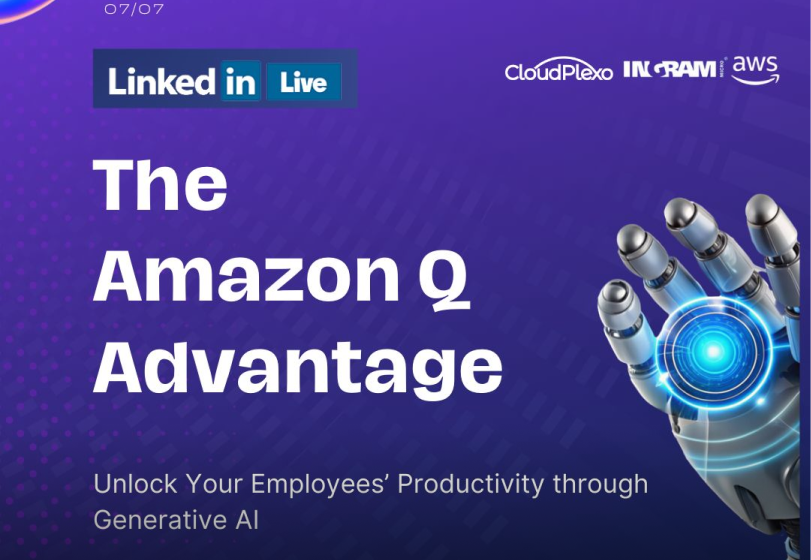 07/07
Linked in Live
CloudPlexo INGRAM aws
The
Amazon Q
Advantage
Unlock Your Employees’ Productivity through
Generative AI